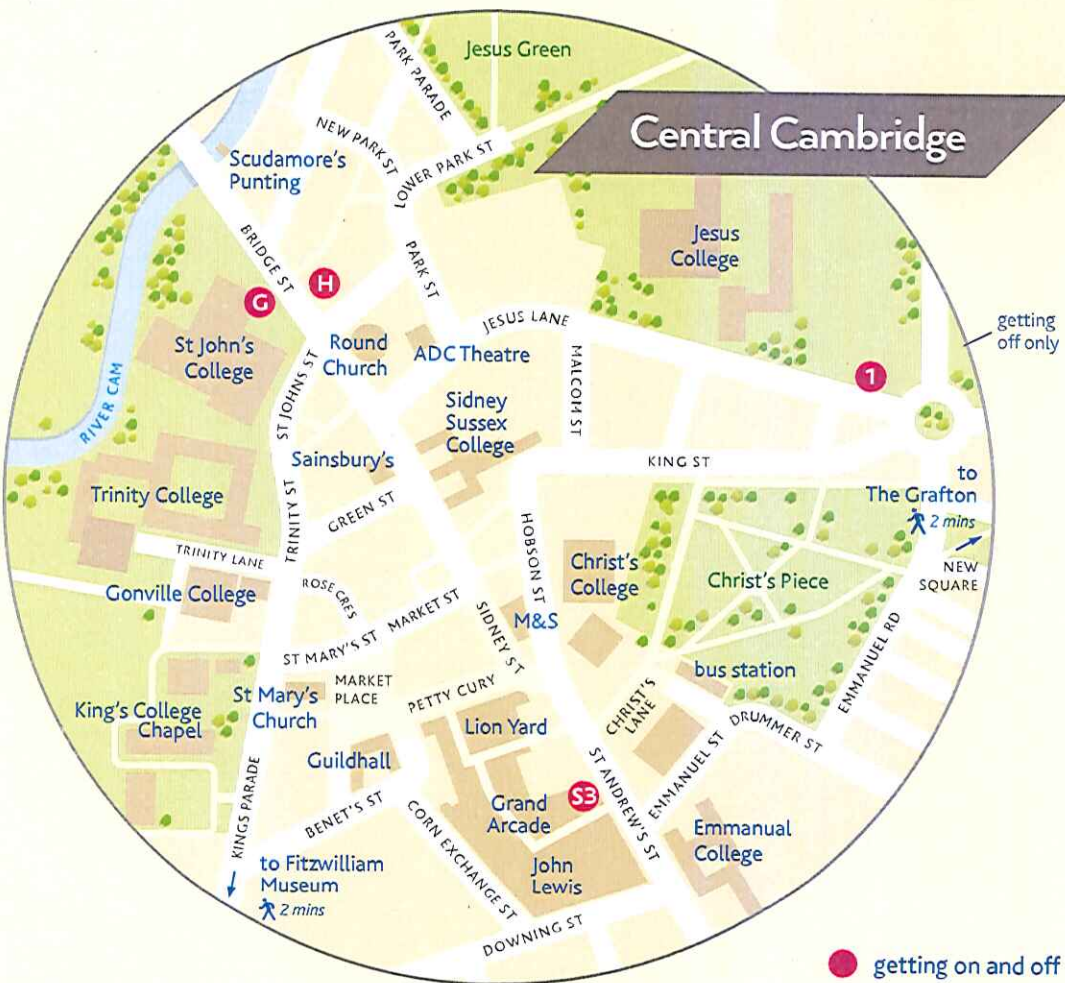 Jesus Green
PARK PARADE
Central Cambridge
NEW PARK ST
Scudamore's
Punting
LOWER PARK ST
BRIDGE ST
Jesus
College
H
G
PARK ST
getting
off only
JESUS LANE
St John's
College
Round
Church
ADC Theatre
MALCOM ST
1
RIVER CAM
ST JOHNS ST
Sidney
Sussex
College
Sainsbury's
KING ST
to
The Grafton
2 mins
Trinity College
TRINITY ST
GREEN ST
HOBSON ST
TRINITY LANE
Christ's
College
Christ's Piece
NEW
SQUARE
Gonville College
ROSE CRES
MARKET ST
SIDNEY ST
M&S
ST MARY'S ST
EMMANUEL RD
bus station
St Mary's
Church
MARKET
PLACE
PETTY CURY
CHRIST'S
LANE
King's College
Chapel
Lion Yard
DRUMMER ST
Guildhall
ST ANDREW'S ST
EMMANUEL ST
S3
Grand
Arcade
KINGS PARADE
BENET'S ST
CORN EXCHANGE ST
Emmanual
College
John
Lewis
to Fitzwilliam
Museum
2 mins
DOWNING ST
getting on and off